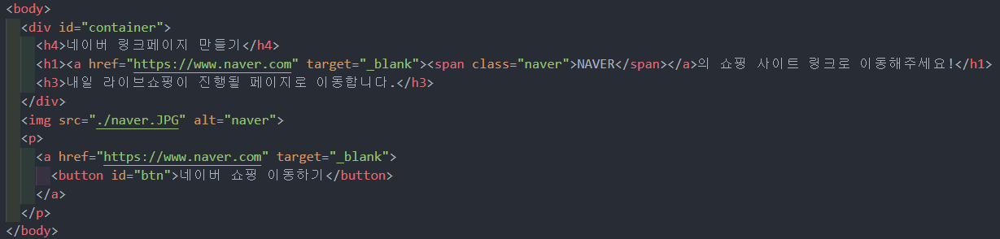 <body>
<div id="container">
<h4>네이버 링크페이지 만들기</h4>
<h1><a href="https://www.naver.com" target="_blank"><span class="naver">NAVER</span></a>의 쇼핑 사이트 링크로 이동해주세요!</h1>
<h3>내일 라이브쇼핑이 진행될 페이지로 이동합니다.</h3>
</div>
<img src="./naver.JPG" alt="naver">
<p>
<a href="https://www.naver.com" target="_blank">
<button id="btn">네이버 쇼핑 이동하기</button>
</a>
</p>
</body>